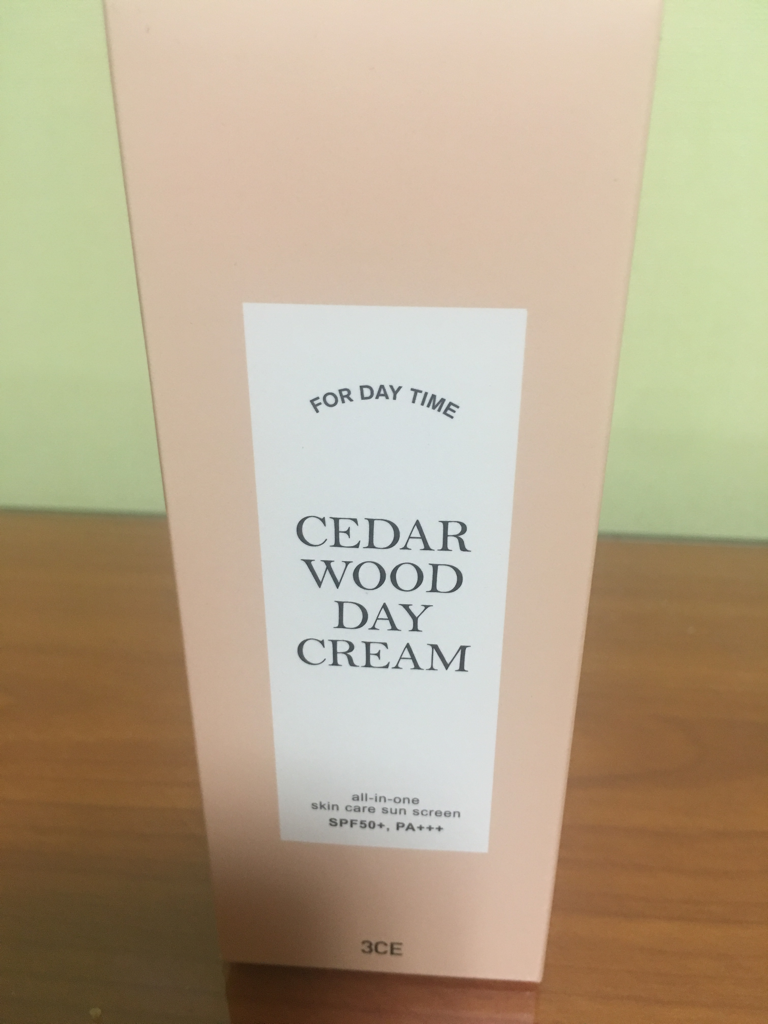 FOR DAY TIME
CEDAR
WOOD
DAY
CREAM
all-in-one
skin care sun screen
SPF50+, PA+++
3CE